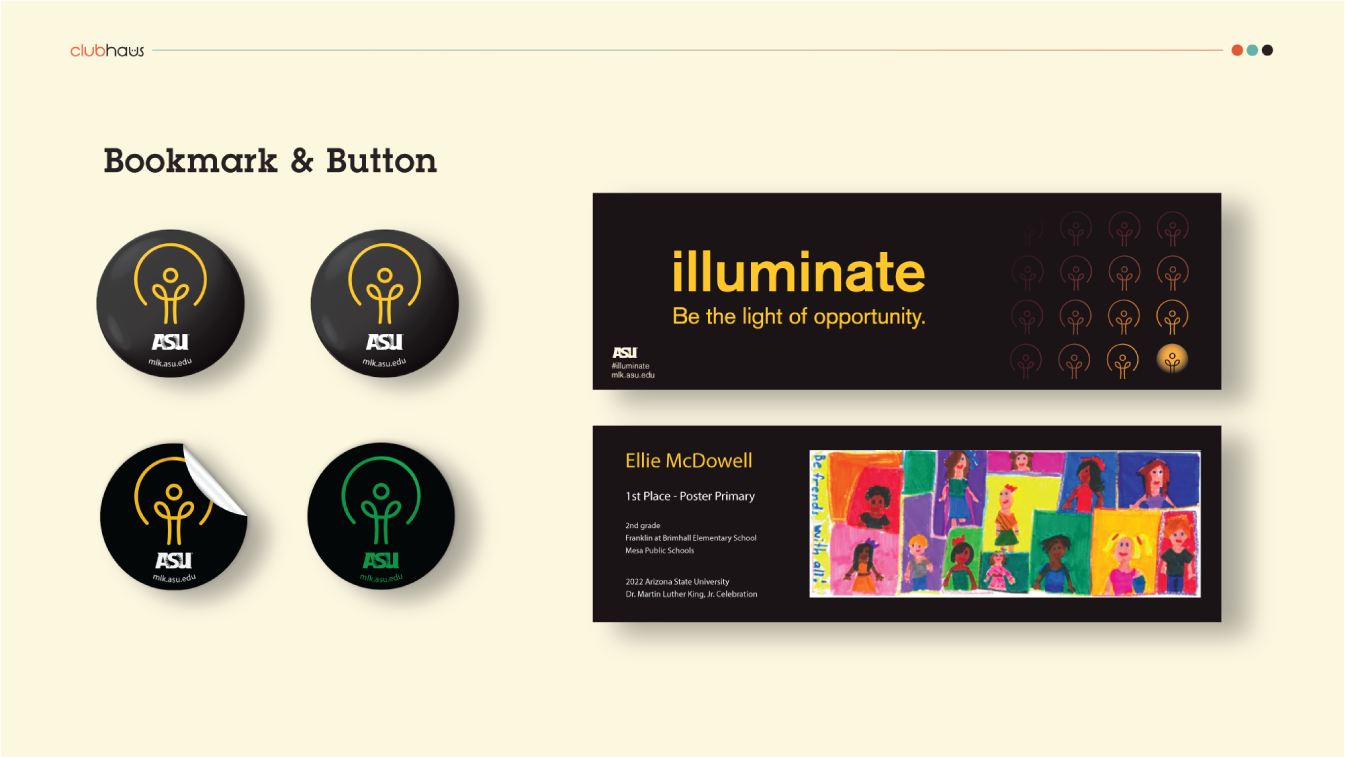 clubhaus
Bookmark & Button
ASU
mlk.asu.edu
ASU
mlk.asu.edu
ASU
mlk.asu.edu
ASU
mlk.asu.edu
illuminate
Be the light of opportunity.
ASU
#illuminate
mlk.asu.edu
Ellie McDowell
1st Place - Poster Primary
2nd grade
Franklin at Brimhall Elementary School
Mesa Public Schools
2022 Arizona State University
Dr. Martin Luther King, Jr. Celebration
Be friends with all!